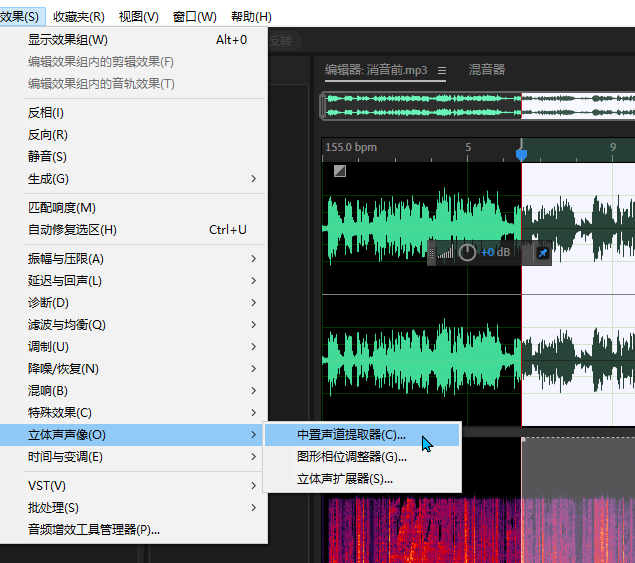 效果(S) 收藏夹(R) 视图(V) 窗口(W) 帮助(H)
显示效果组(W) Alt+0
反转
编辑效果组内的剪辑效果(F)
编辑效果组内的音轨效果(T)
编辑器: 消音前.mp3 混音器
反相(I)
反向(R)
静音(S)
生成(G)
155.0 bpm 5 9
匹配响度(M)
自动修复选区(H) Ctrl+U
振幅与压限(A)
+0 dB
延迟与回声(L)
诊断(D)
滤波与均衡(Q)
调制(U)
降噪/恢复(N)
混响(B)
特殊效果(C)
立体声声像(O)
中置声道提取器(C)...
时间与变调(E)
图形相位调整器(G)...
立体声扩展器(S)...
VST(V)
批处理(S)
音频增效工具管理器(P)...